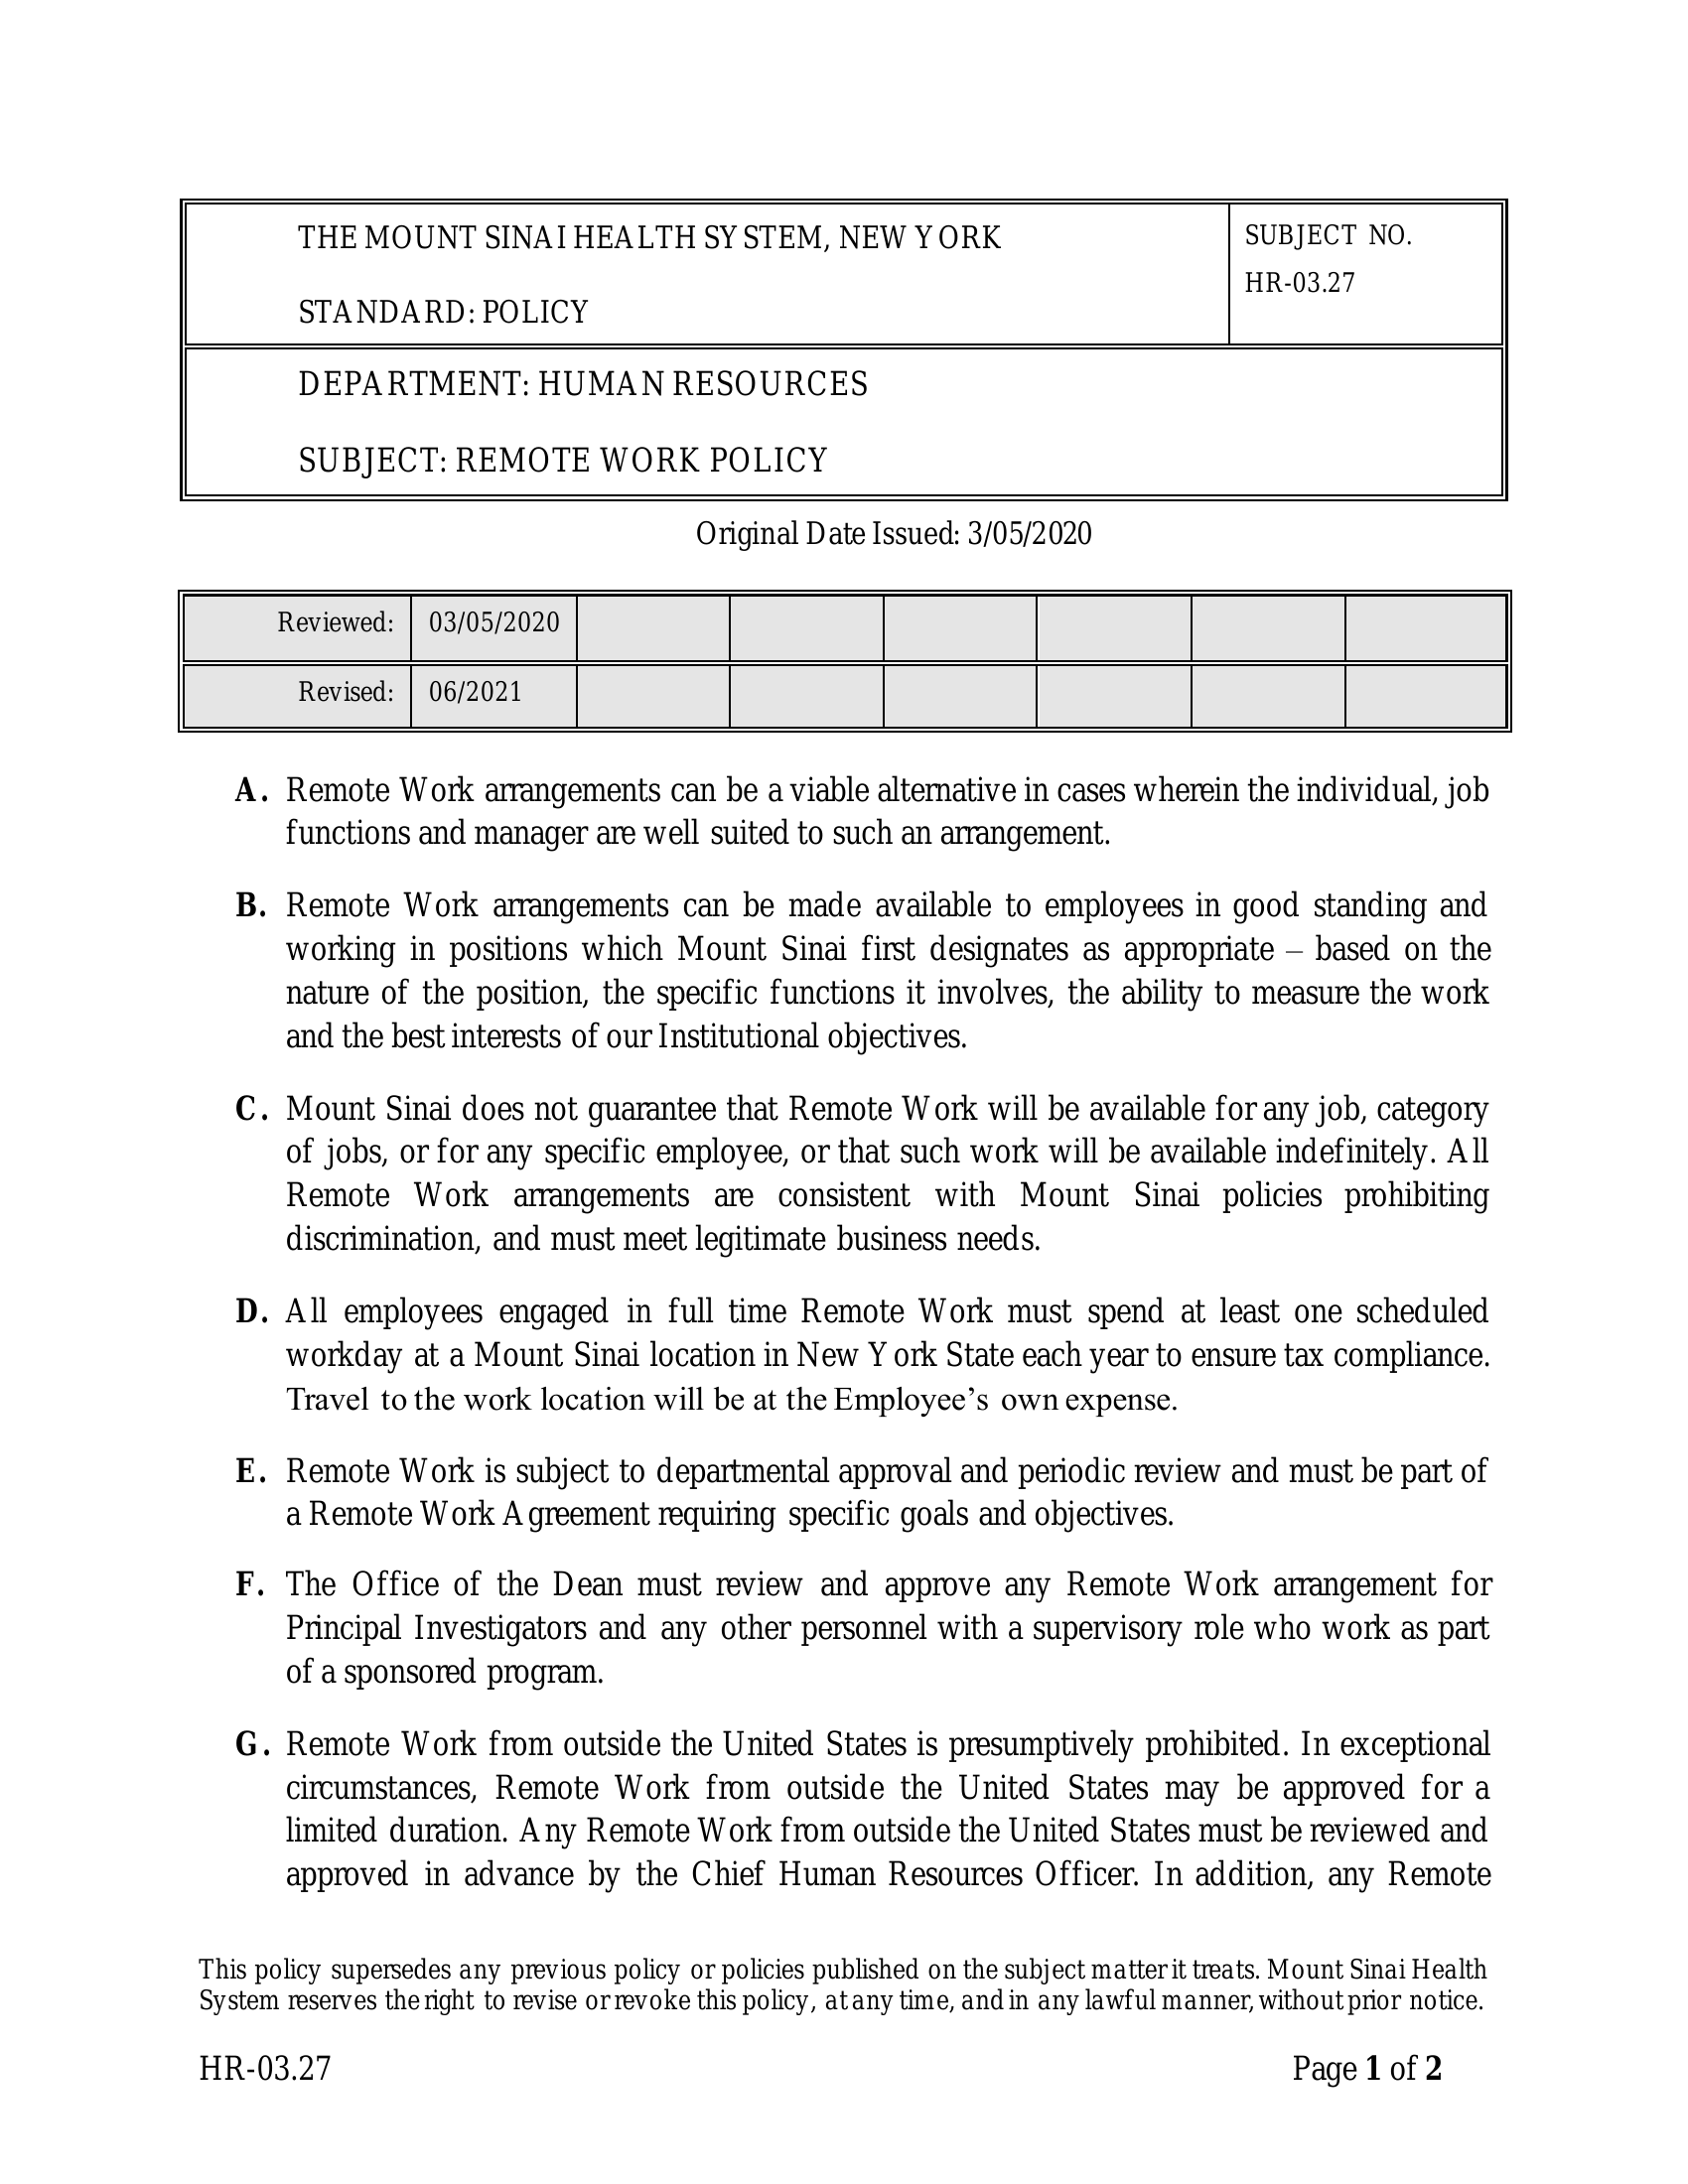 THE MOUNT SINAI HEALTH SYSTEM, NEW YORK
SUBJECT NO.
HR-03.27
STANDARD: POLICY
DEPARTMENT: HUMAN RESOURCES
SUBJECT: REMOTE WORK POLICY
Original Date Issued: 3/05/2020
Reviewed: 03/05/2020
Revised: 06/2021
A. Remote Work arrangements can be a viable alternative in cases wherein the individual, job
functions and manager are well suited to such an arrangement.
B. Remote Work arrangements can be made available to employees in good standing and
working in positions which Mount Sinai first designates as appropriate – based on the
nature of the position, the specific functions it involves, the ability to measure the work
and the best interests of our Institutional objectives.
C. Mount Sinai does not guarantee that Remote Work will be available for any job, category
of jobs, or for any specific employee, or that such work will be available indefinitely. All
Remote Work arrangements are consistent with Mount Sinai policies prohibiting
discrimination, and must meet legitimate business needs.
D. All employees engaged in full time Remote Work must spend at least one scheduled
workday at a Mount Sinai location in New York State each year to ensure tax compliance.
Travel to the work location will be at the Employee’s own expense.
E. Remote Work is subject to departmental approval and periodic review and must be part of
a Remote Work Agreement requiring specific goals and objectives.
F. The Office of the Dean must review and approve any Remote Work arrangement for
Principal Investigators and any other personnel with a supervisory role who work as part
of a sponsored program.
G. Remote Work from outside the United States is presumptively prohibited. In exceptional
circumstances, Remote Work from outside the United States may be approved for a
limited duration. Any Remote Work from outside the United States must be reviewed and
approved in advance by the Chief Human Resources Officer. In addition, any Remote
This policy supersedes any previous policy or policies published on the subject matter it treats. Mount Sinai Health
System reserves the right to revise or revoke this policy, at any time, and in any lawful manner, without prior notice.
HR-03.27
Page 1 of 2